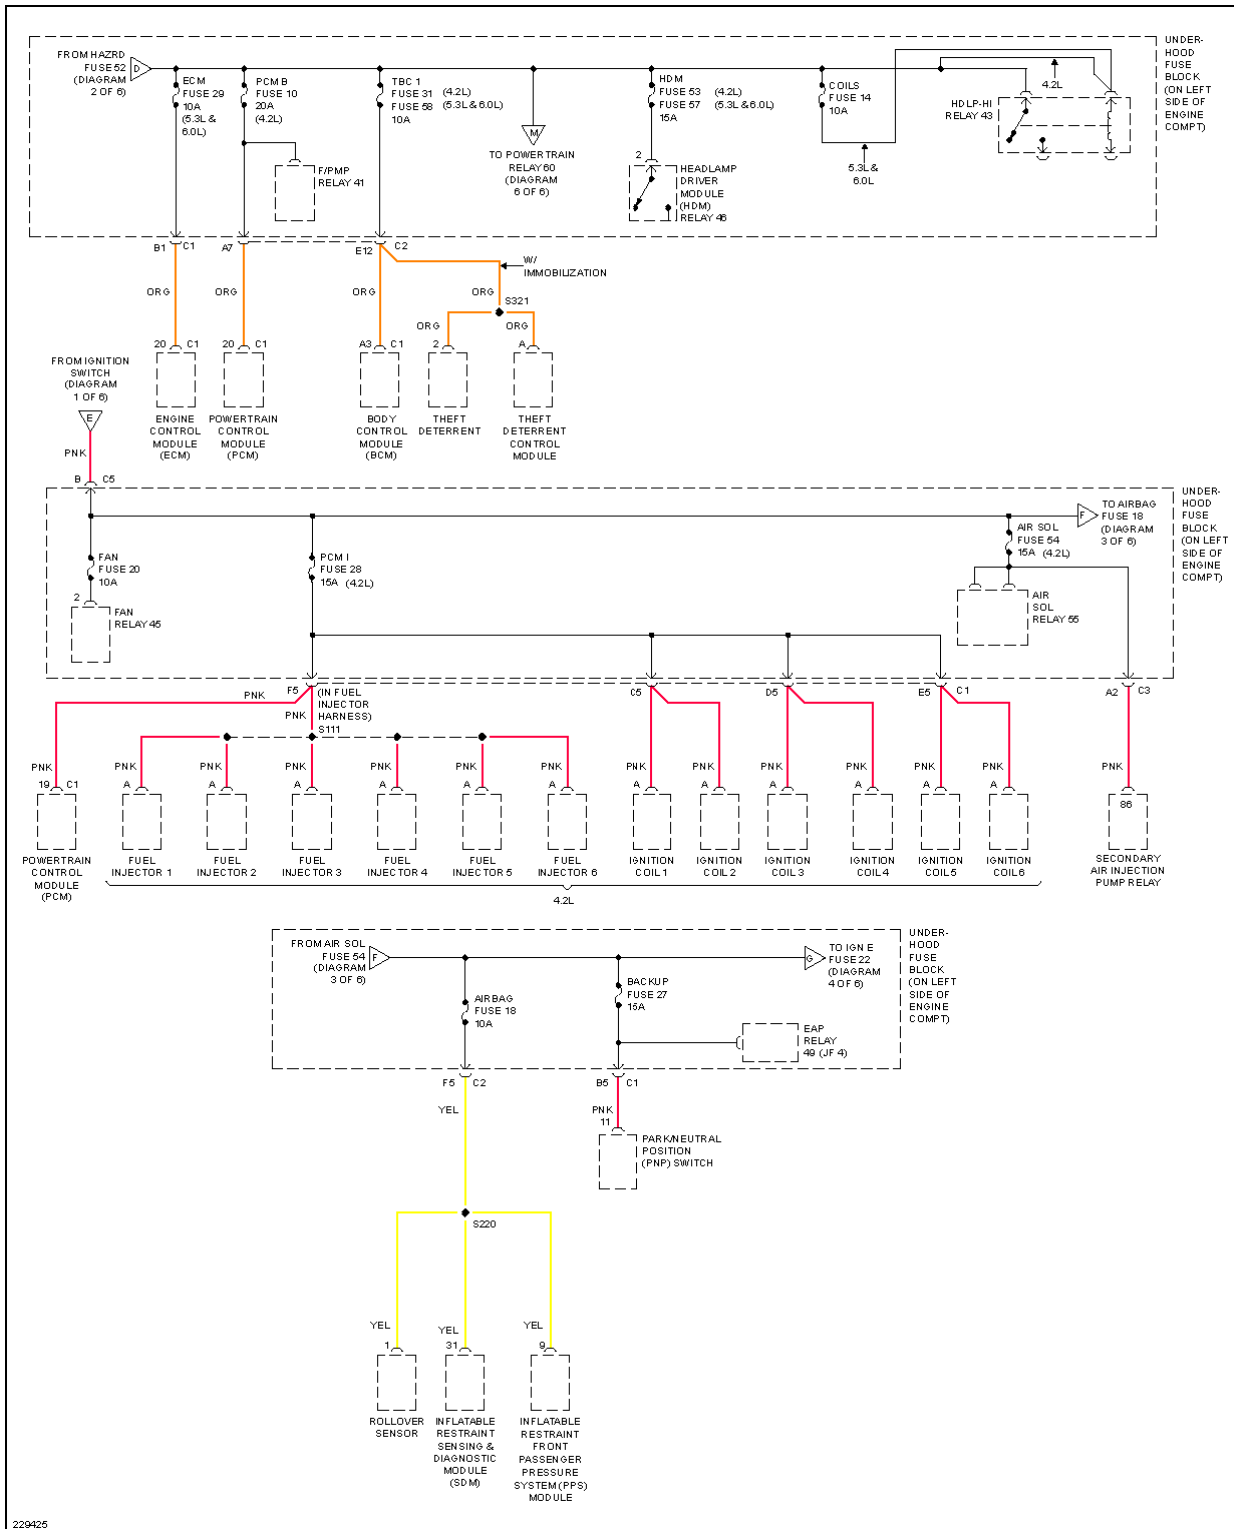 FROM HAZRD
FUSE 52
(DIAGRAM
2 OF 6)
D
ECM
FUSE 29
10A
(5.3L &
6.0L)
PCM B
FUSE 10
20A
(4.2L)
F/PMP
RELAY 41
TBC 1
FUSE 31 (4.2L)
FUSE 58 (5.3L & 6.0L)
10A
M
TO POWERTRAIN
RELAY 60
(DIAGRAM
6 OF 6)
HDM
FUSE 53 (4.2L)
FUSE 57 (5.3L & 6.0L)
15A
2
HEADLAMP
DRIVER
MODULE
(HDM)
RELAY 46
COILS
FUSE 14
10A
5.3L &
6.0L
4.2L
HDLP-HI
RELAY 43
UNDER-
HOOD
FUSE
BLOCK
(ON LEFT
SIDE OF
ENGINE
COMPT)
B1 C1
A7
E12 C2
W/
IMMOBILIZATION
ORG
ORG
ORG
ORG
S321
ORG
ORG
20 C1
20 C1
A3 C1
2
A
ENGINE
CONTROL
MODULE
(ECM)
POWERTRAIN
CONTROL
MODULE
(PCM)
BODY
CONTROL
MODULE
(BCM)
THEFT
DETERRENT
THEFT
DETERRENT
CONTROL
MODULE
FROM IGNITION
SWITCH
(DIAGRAM
1 OF 6)
E
PNK
B C5
FAN
FUSE 20
10A
2
FAN
RELAY 45
PCM I
FUSE 28
15A (4.2L)
AIR SOL
FUSE 54
15A (4.2L)
AIR
SOL
RELAY 55
F
TO AIRBAG
FUSE 18
(DIAGRAM
3 OF 6)
UNDER-
HOOD
FUSE
BLOCK
(ON LEFT
SIDE OF
ENGINE
COMPT)
PNK
F5
(IN FUEL
INJECTOR
HARNESS)
PNK
S111
C5
D5
E5 C1
A2 C3
PNK
PNK
PNK
PNK
PNK
PNK
PNK
PNK
PNK
PNK
PNK
PNK
PNK
PNK
19 C1
A
A
A
A
A
A
A
A
A
A
A
A
86
POWERTRAIN
CONTROL
MODULE
(PCM)
FUEL
INJECTOR 1
FUEL
INJECTOR 2
FUEL
INJECTOR 3
FUEL
INJECTOR 4
FUEL
INJECTOR 5
FUEL
INJECTOR 6
IGNITION
COIL 1
IGNITION
COIL 2
IGNITION
COIL 3
IGNITION
COIL 4
IGNITION
COIL 5
IGNITION
COIL 6
SECONDARY
AIR INJECTION
PUMP RELAY
4.2L
FROM AIR SOL
FUSE 54
(DIAGRAM
3 OF 6)
F
AIRBAG
FUSE 18
10A
BACKUP
FUSE 27
15A
G
TO IGN E
FUSE 22
(DIAGRAM
4 OF 6)
EAP
RELAY
49 (JF4)
UNDER-
HOOD
FUSE
BLOCK
(ON LEFT
SIDE OF
ENGINE
COMPT)
F5 C2
B5 C1
YEL
PNK
11
PARK/NEUTRAL
POSITION
(PNP) SWITCH
S220
YEL
YEL
YEL
1
31
9
ROLLOVER
SENSOR
INFLATABLE
RESTRAINT
SENSING &
DIAGNOSTIC
MODULE
(SDM)
INFLATABLE
RESTRAINT
FRONT
PASSENGER
PRESSURE
SYSTEM (PPS)
MODULE
229425